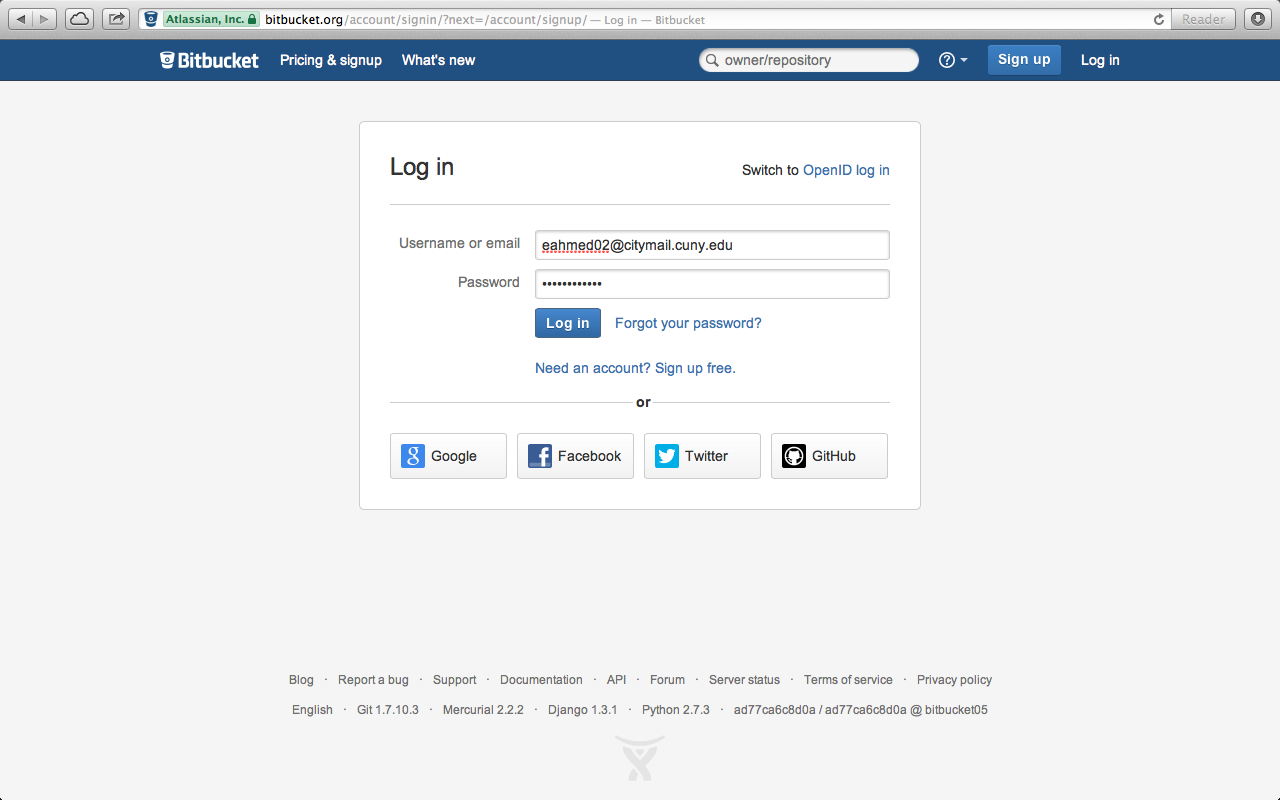 Atlassian, Inc. bitbucket.org/account/signin/?next=/account/signup/ — Log in — Bitbucket Reader
Bitbucket Pricing & signup What's new owner/repository Sign up Log in
Log in Switch to OpenID log in
Username or email eahmed02@citymail.cuny.edu
Password ••••••••••••
Log in Forgot your password?
Need an account? Sign up free.
or
Google Facebook Twitter GitHub
Blog · Report a bug · Support · Documentation · API · Forum · Server status · Terms of service · Privacy policy
English · Git 1.7.10.3 · Mercurial 2.2.2 · Django 1.3.1 · Python 2.7.3 · ad77ca6c8d0a / ad77ca6c8d0a @ bitbucket05